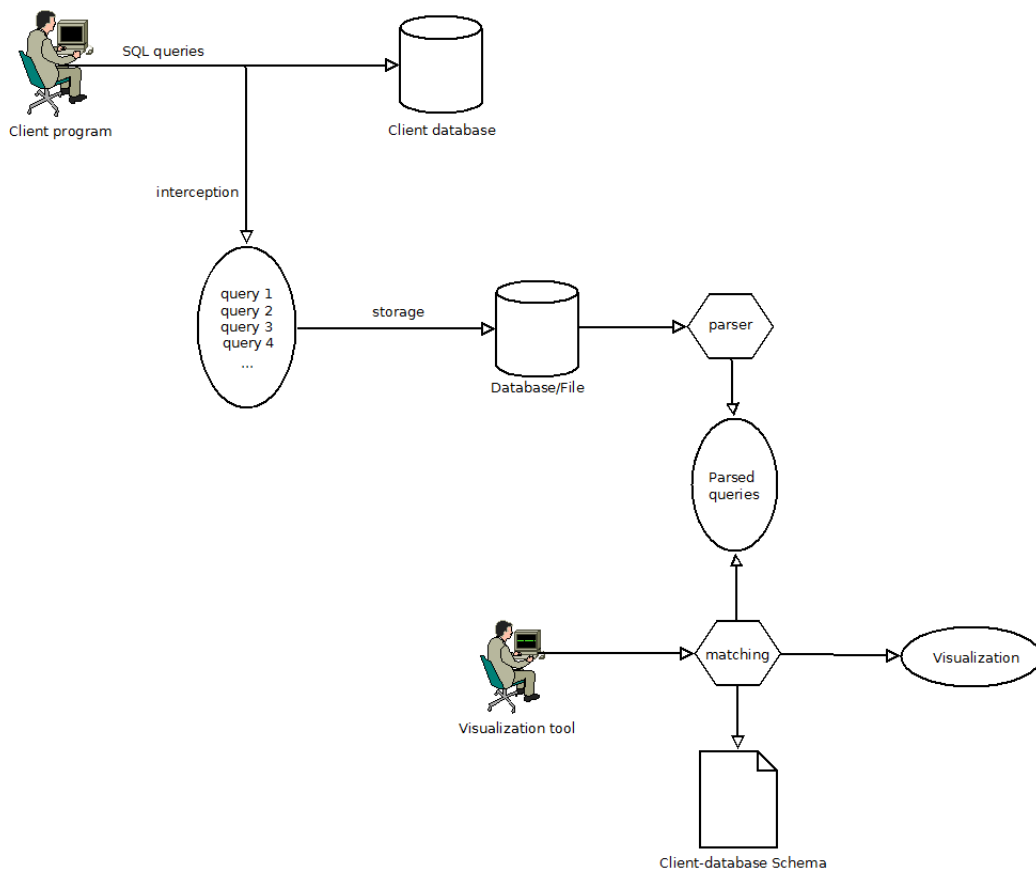 SQL queries
Client program
Client database
interception
query 1
query 2
query 3
query 4
...
storage
Database/File
parser
Parsed
queries
matching
Visualization
Visualization tool
Client-database Schema